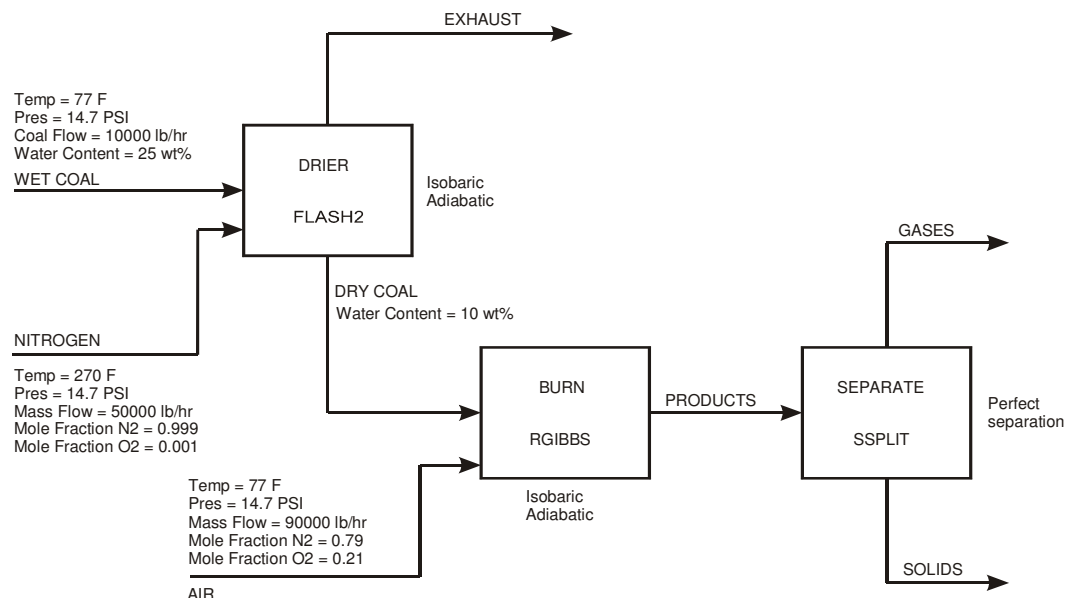 EXHAUST
Temp = 77 F
Pres = 14.7 PSI
Coal Flow = 10000 lb/hr
Water Content = 25 wt%
WET COAL
DRIER
FLASH2
Isobaric
Adiabatic
GASES
DRY COAL
Water Content = 10 wt%
NITROGEN
Temp = 270 F
Pres = 14.7 PSI
Mass Flow = 50000 lb/hr
Mole Fraction N2 = 0.999
Mole Fraction O2 = 0.001
BURN
RGIBBS
PRODUCTS
SEPARATE
SSPLIT
Perfect
separation
Isobaric
Adiabatic
Temp = 77 F
Pres = 14.7 PSI
Mass Flow = 90000 lb/hr
Mole Fraction N2 = 0.79
Mole Fraction O2 = 0.21
AIR
SOLIDS